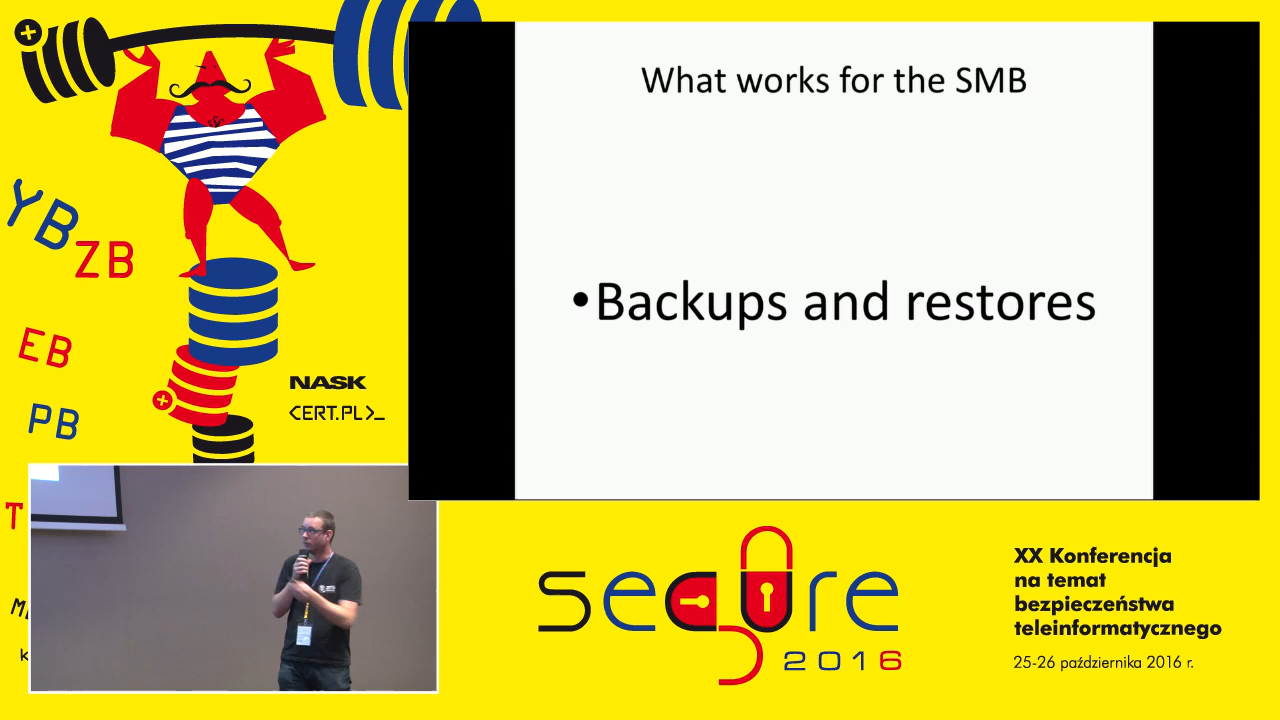 What works for the SMB
•Backups and restores
YB
ZB
EB
PB
T
NASK
<CERT.PL>_
secure
2016
XX Konferencja
na temat
bezpieczeństwa
teleinformatycznego
25-26 października 2016 r.